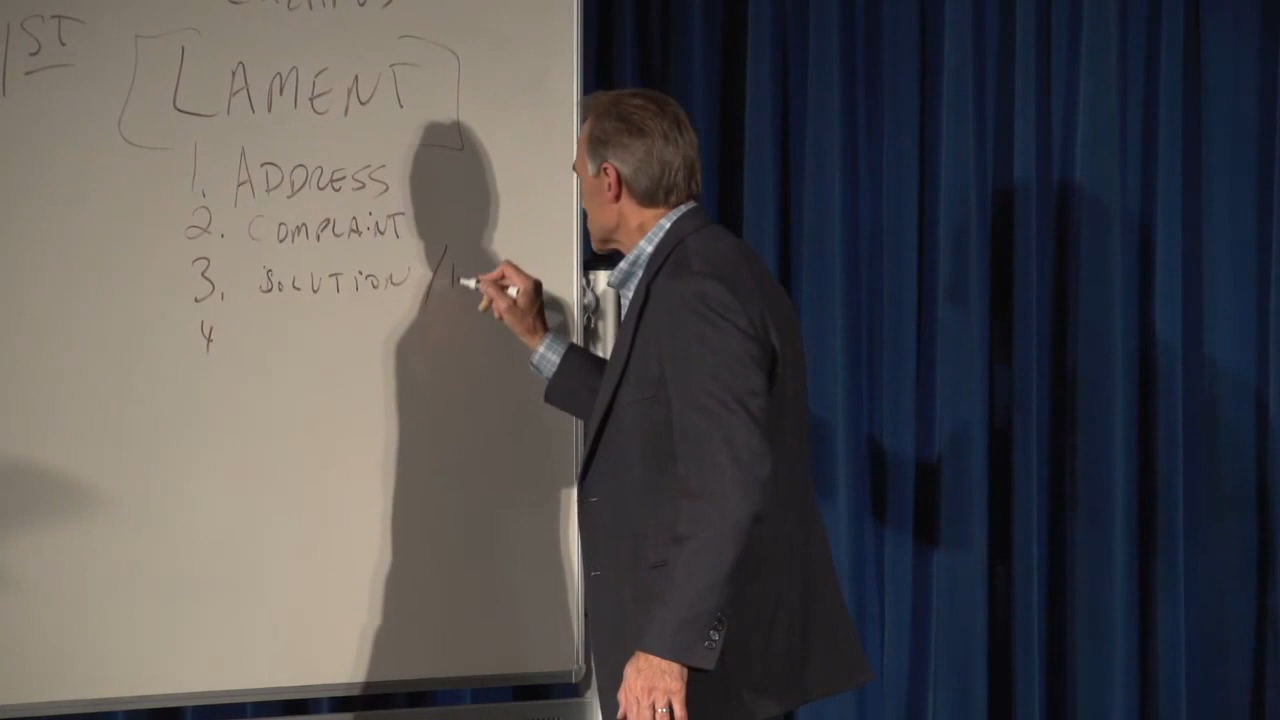 1ST
[LAMENT]
1. ADDRESS
2. COMPLAINT
3. SOLUTION /
4